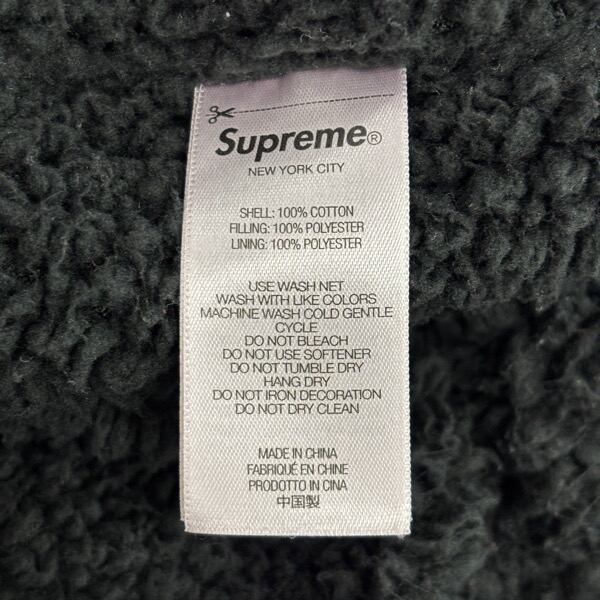 Supreme®
NEW YORK CITY
SHELL: 100% COTTON
FILLING: 100% POLYESTER
LINING: 100% POLYESTER
USE WASH NET
WASH WITH LIKE COLORS
MACHINE WASH COLD GENTLE
CYCLE
DO NOT BLEACH
DO NOT USE SOFTENER
DO NOT TUMBLE DRY
HANG DRY
DO NOT IRON DECORATION
DO NOT DRY CLEAN
MADE IN CHINA
FABRIQUÉ EN CHINE
PRODOTTO IN CINA
中国製